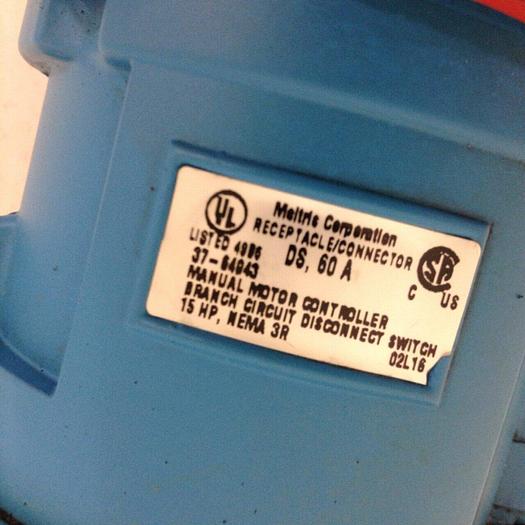 UL
Meltric Corporation
RECEPTACLE/CONNECTOR
LISTED 4996
DS, 60 A
37-64943
MANUAL MOTOR CONTROLLER
BRANCH CIRCUIT DISCONNECT SWITCH
15 HP, NEMA 3R
02L16
SA
C US